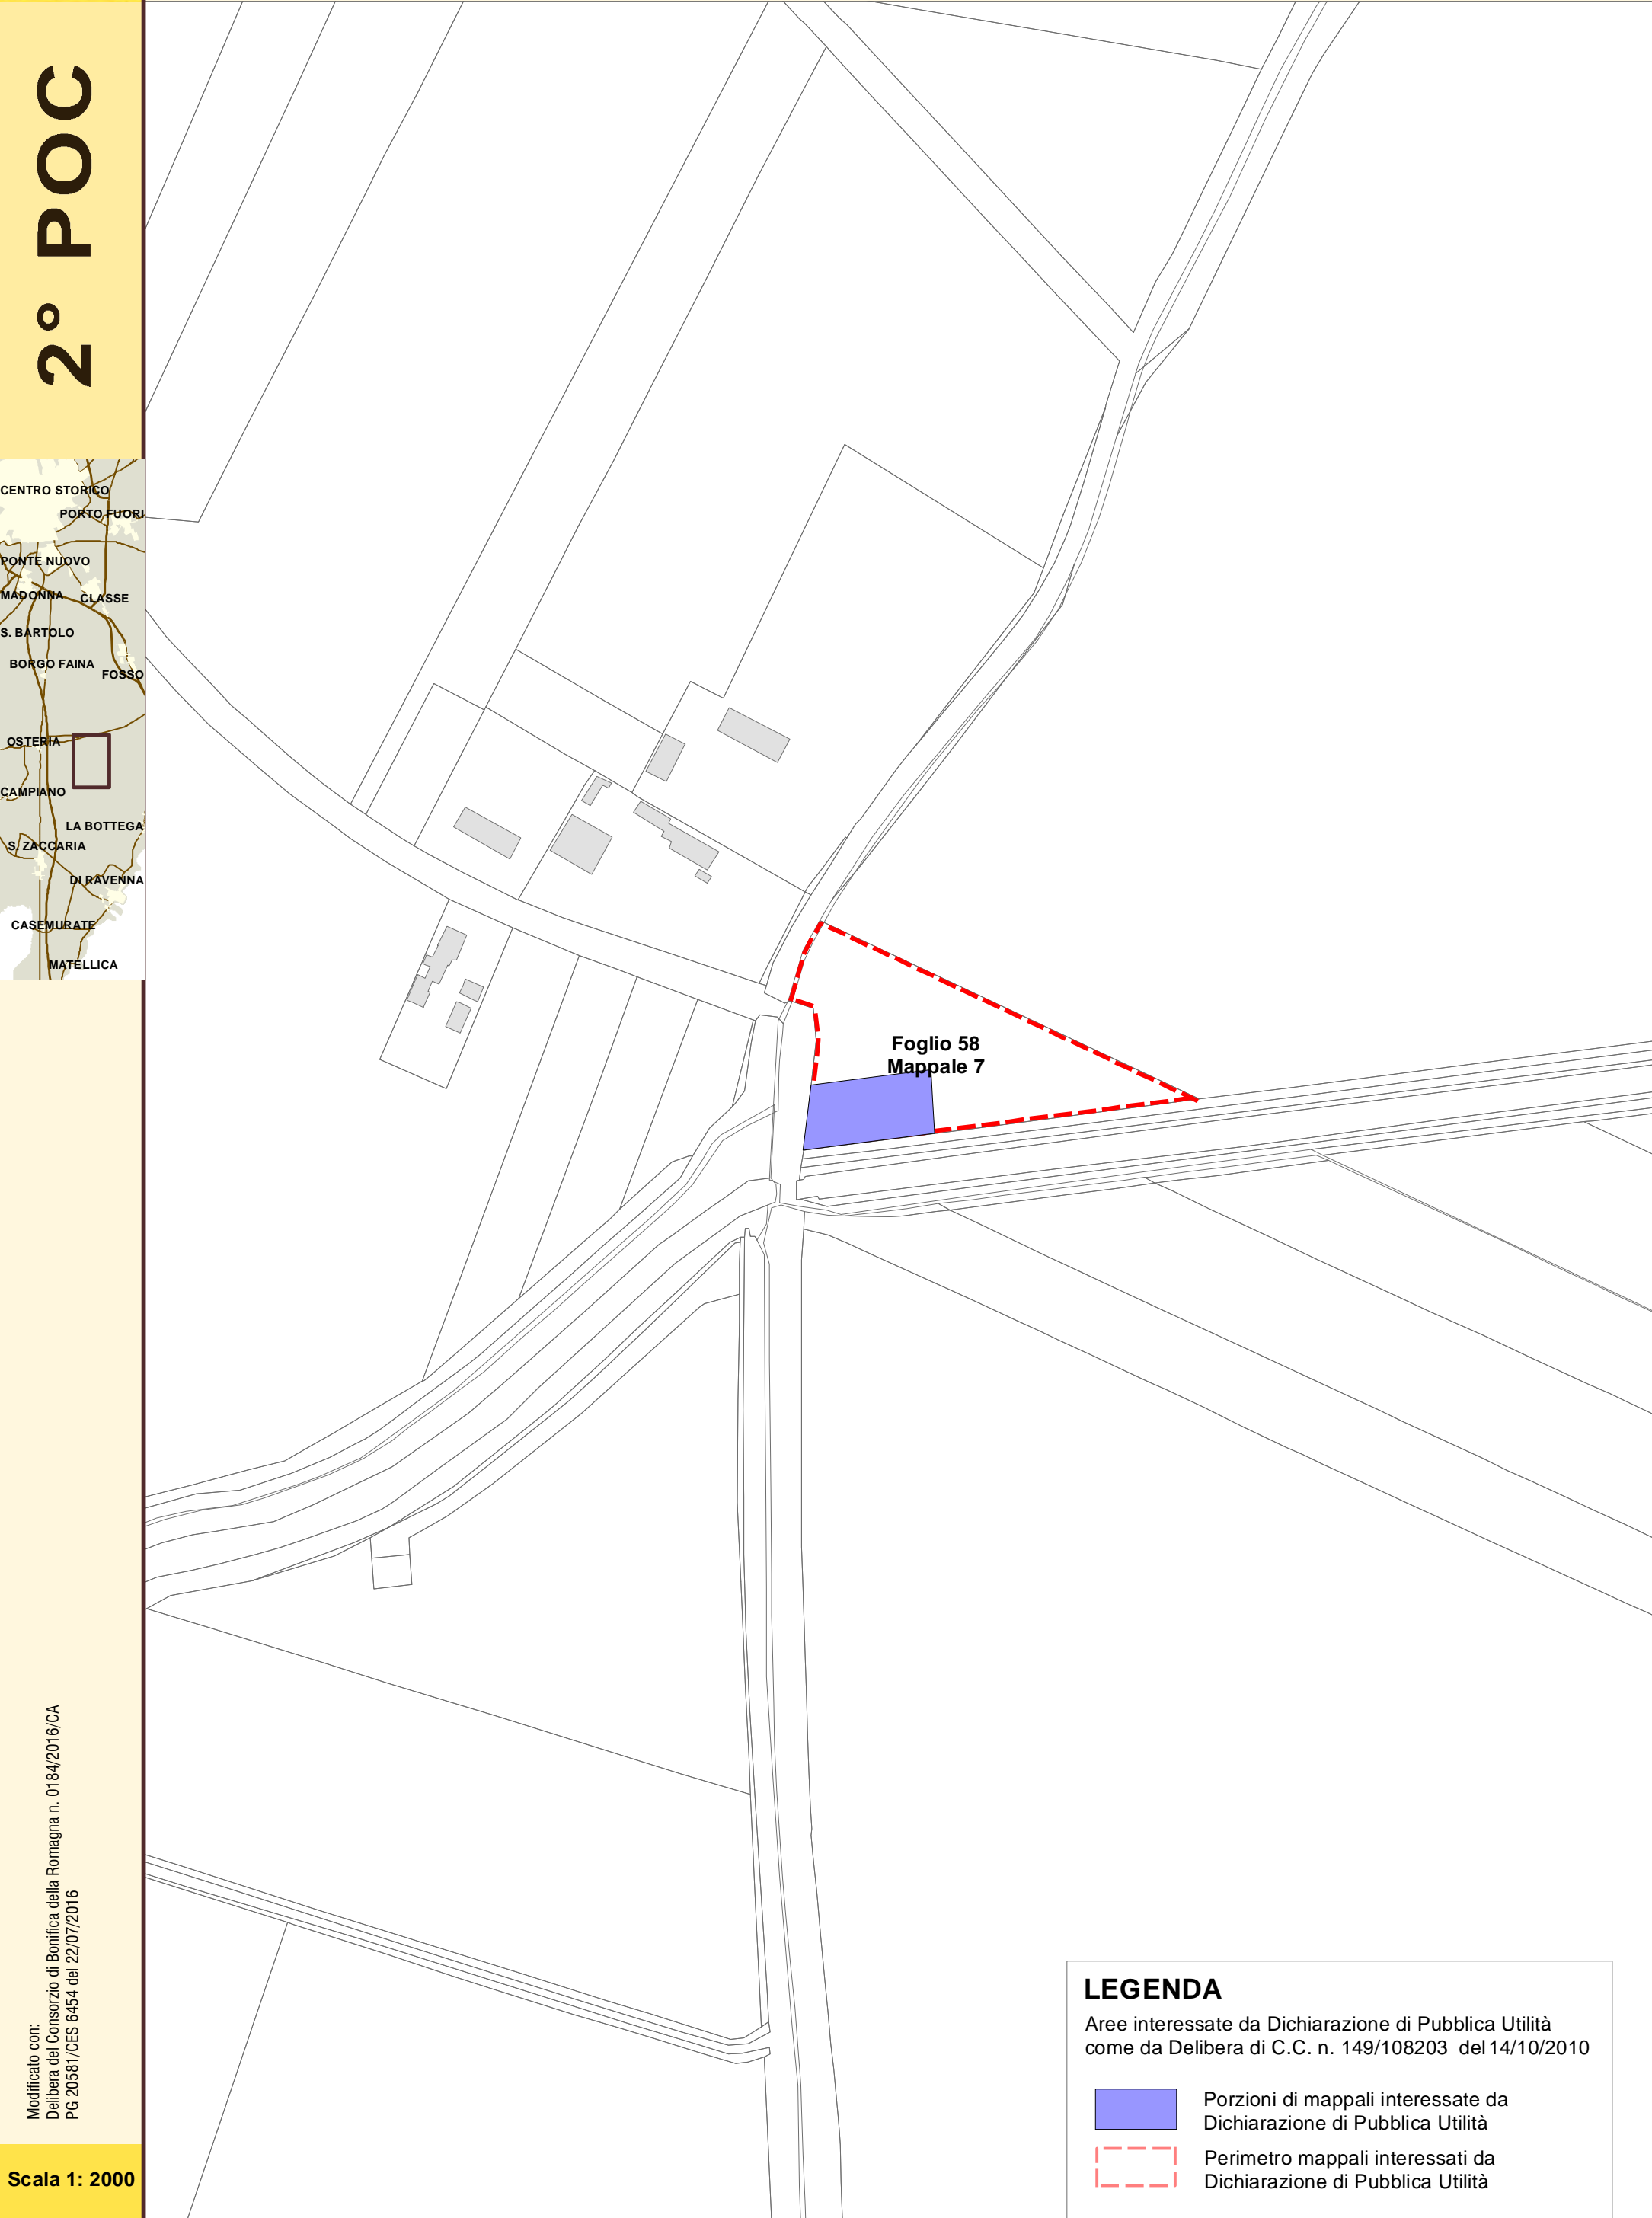 2° POC
CENTRO STORICO
PORTO FUORI
PONTE NUOVO
MADONNA
CLASSE
S. BARTOLO
BORGO FAINA
FOSSO
OSTERIA
CAMPIANO
LA BOTTEGA
S. ZACCARIA
DI RAVENNA
CASEMURATE
MATELLICA
Foglio 58
Mappale 7
Modificato con:
Delibera del Consorzio di Bonifica della Romagna n. 0184/2016/CA
PG 20581/CES 6454 del 22/07/2016
Scala 1: 2000
LEGENDA
Aree interessate da Dichiarazione di Pubblica Utilità
come da Delibera di C.C. n. 149/108203 del 14/10/2010
Porzioni di mappali interessate da
Dichiarazione di Pubblica Utilità
Perimetro mappali interessati da
Dichiarazione di Pubblica Utilità